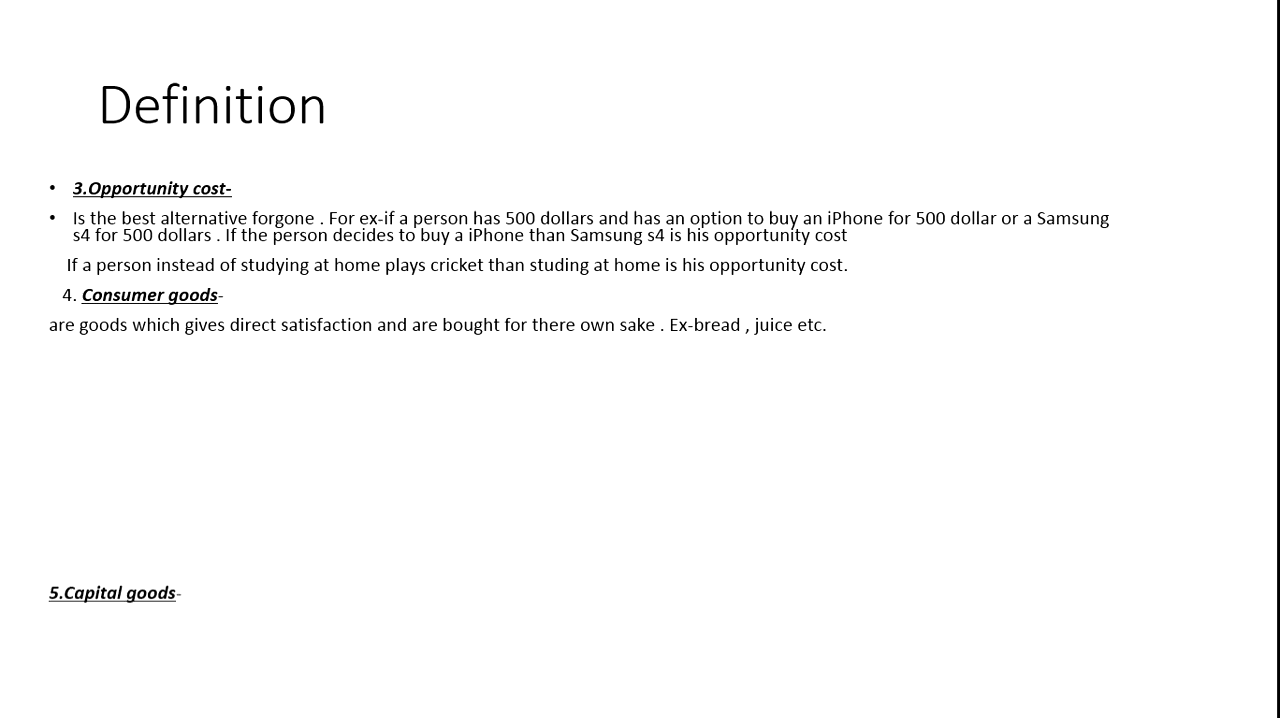 Definition
• 3.Opportunity cost-
• Is the best alternative forgone . For ex-if a person has 500 dollars and has an option to buy an iPhone for 500 dollar or a Samsung
s4 for 500 dollars . If the person decides to buy a iPhone than Samsung s4 is his opportunity cost
If a person instead of studying at home plays cricket than studing at home is his opportunity cost.
4. Consumer goods-
are goods which gives direct satisfaction and are bought for there own sake . Ex-bread , juice etc.
5.Capital goods-